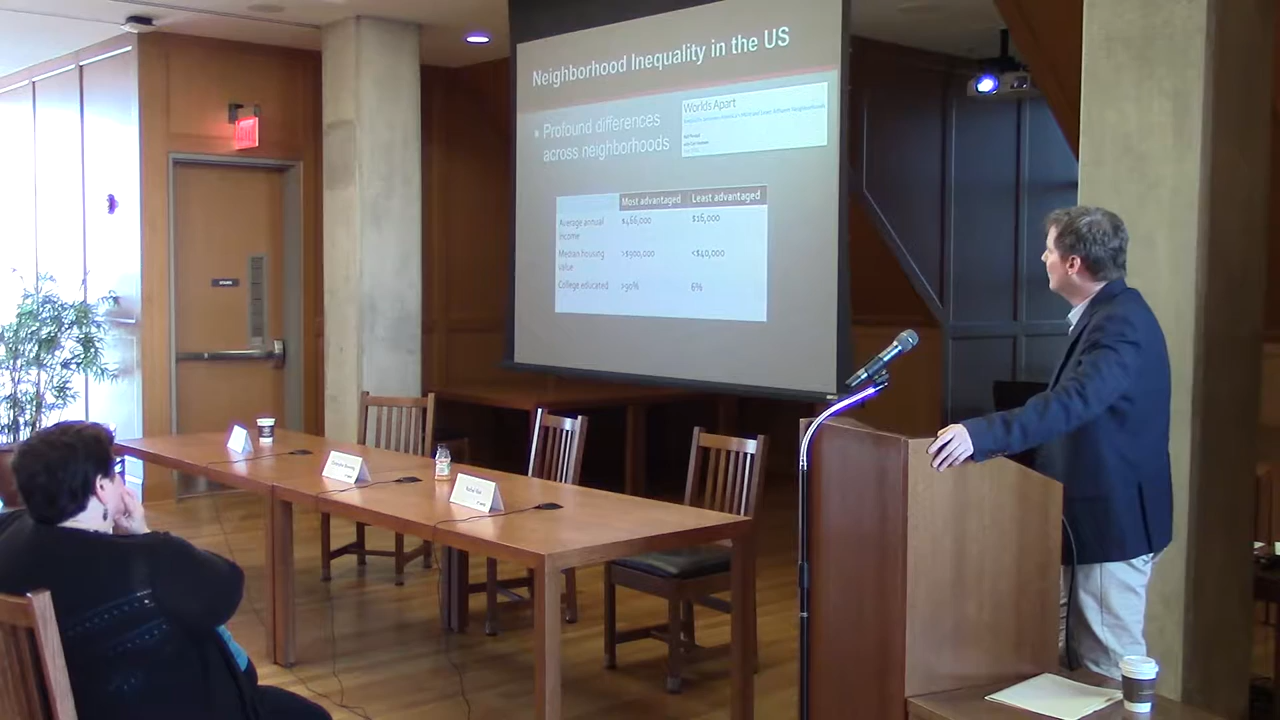 Neighborhood Inequality in the US
Profound differences
across neighborhoods
Worlds Apart
Most advantaged Least advantaged
Average annual
income
$466,000 $16,000
Median housing
value
>$900,000 <$40,000
College educated >90% 6%
EXIT